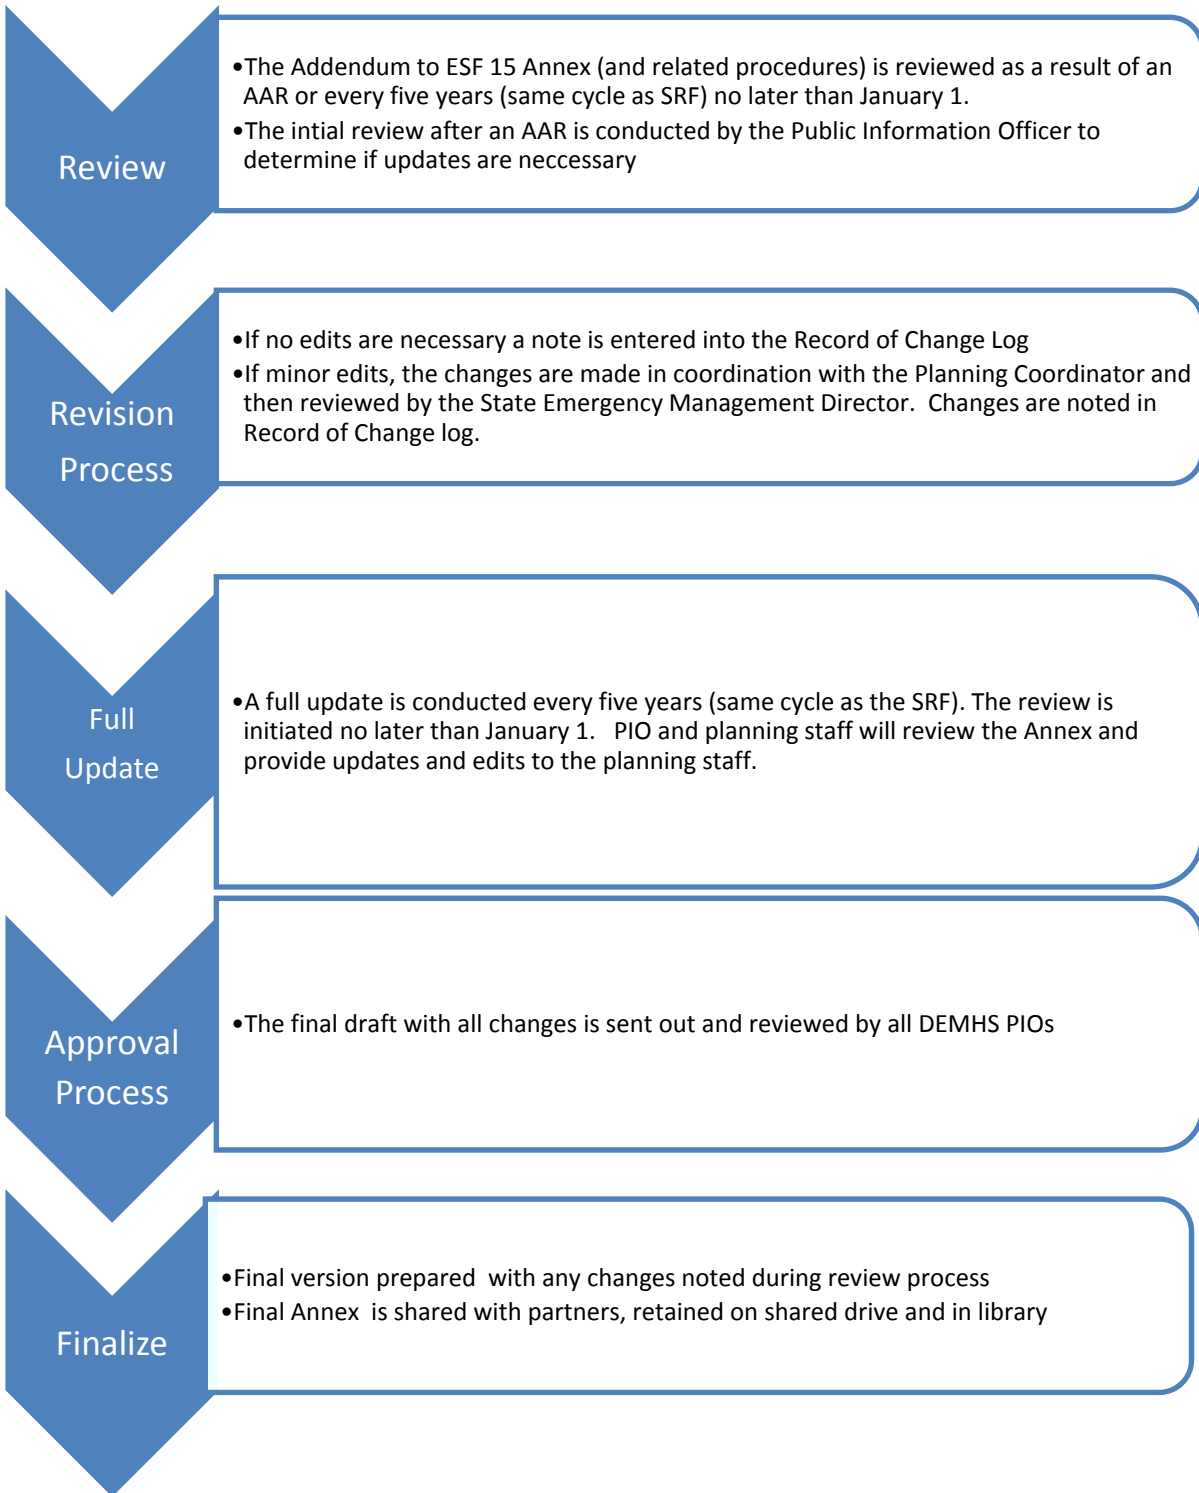 Review
•The Addendum to ESF 15 Annex (and related procedures) is reviewed as a result of an
AAR or every five years (same cycle as SRF) no later than January 1.
•The intial review after an AAR is conducted by the Public Information Officer to
determine if updates are neccessary
Revision
Process
•If no edits are necessary a note is entered into the Record of Change Log
•If minor edits, the changes are made in coordination with the Planning Coordinator and
then reviewed by the State Emergency Management Director.  Changes are noted in
Record of Change log.
Full
Update
•A full update is conducted every five years (same cycle as the SRF). The review is
initiated no later than January 1.   PIO and planning staff will review the Annex and
provide updates and edits to the planning staff.
Approval
Process
•The final draft with all changes is sent out and reviewed by all DEMHS PIOs
Finalize
•Final version prepared  with any changes noted during review process
•Final Annex  is shared with partners, retained on shared drive and in library